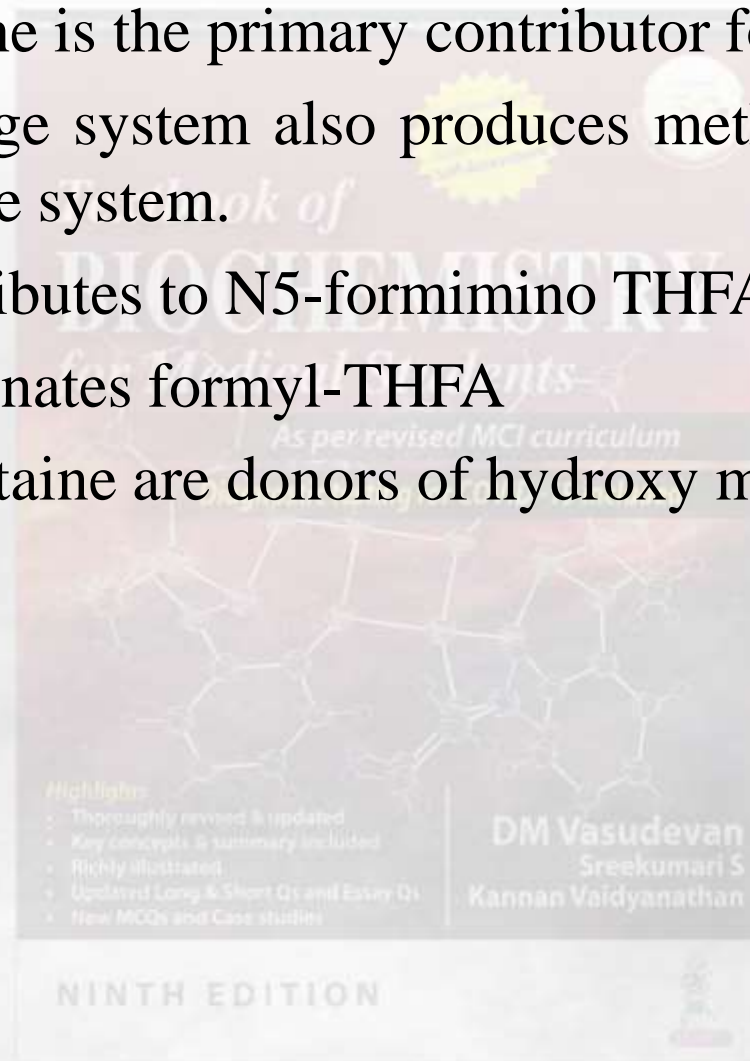 ne is the primary contributor fo
ge system also produces met
e system.
ibutes to N5-formimino THFA
nates formyl-THFA
taine are donors of hydroxy m
Textbook of
BIOCHEMISTRY
for Medical Students
As per revised MCI curriculum
Highlights
• Thoroughly revised & updated
• Key concepts & summary included
• Richly illustrated
• Updated Long & Short Qs and Essay Qs
• New MCQs and Case studies
DM Vasudevan
Sreekumari S
Kannan Vaidyanathan
NINTH EDITION